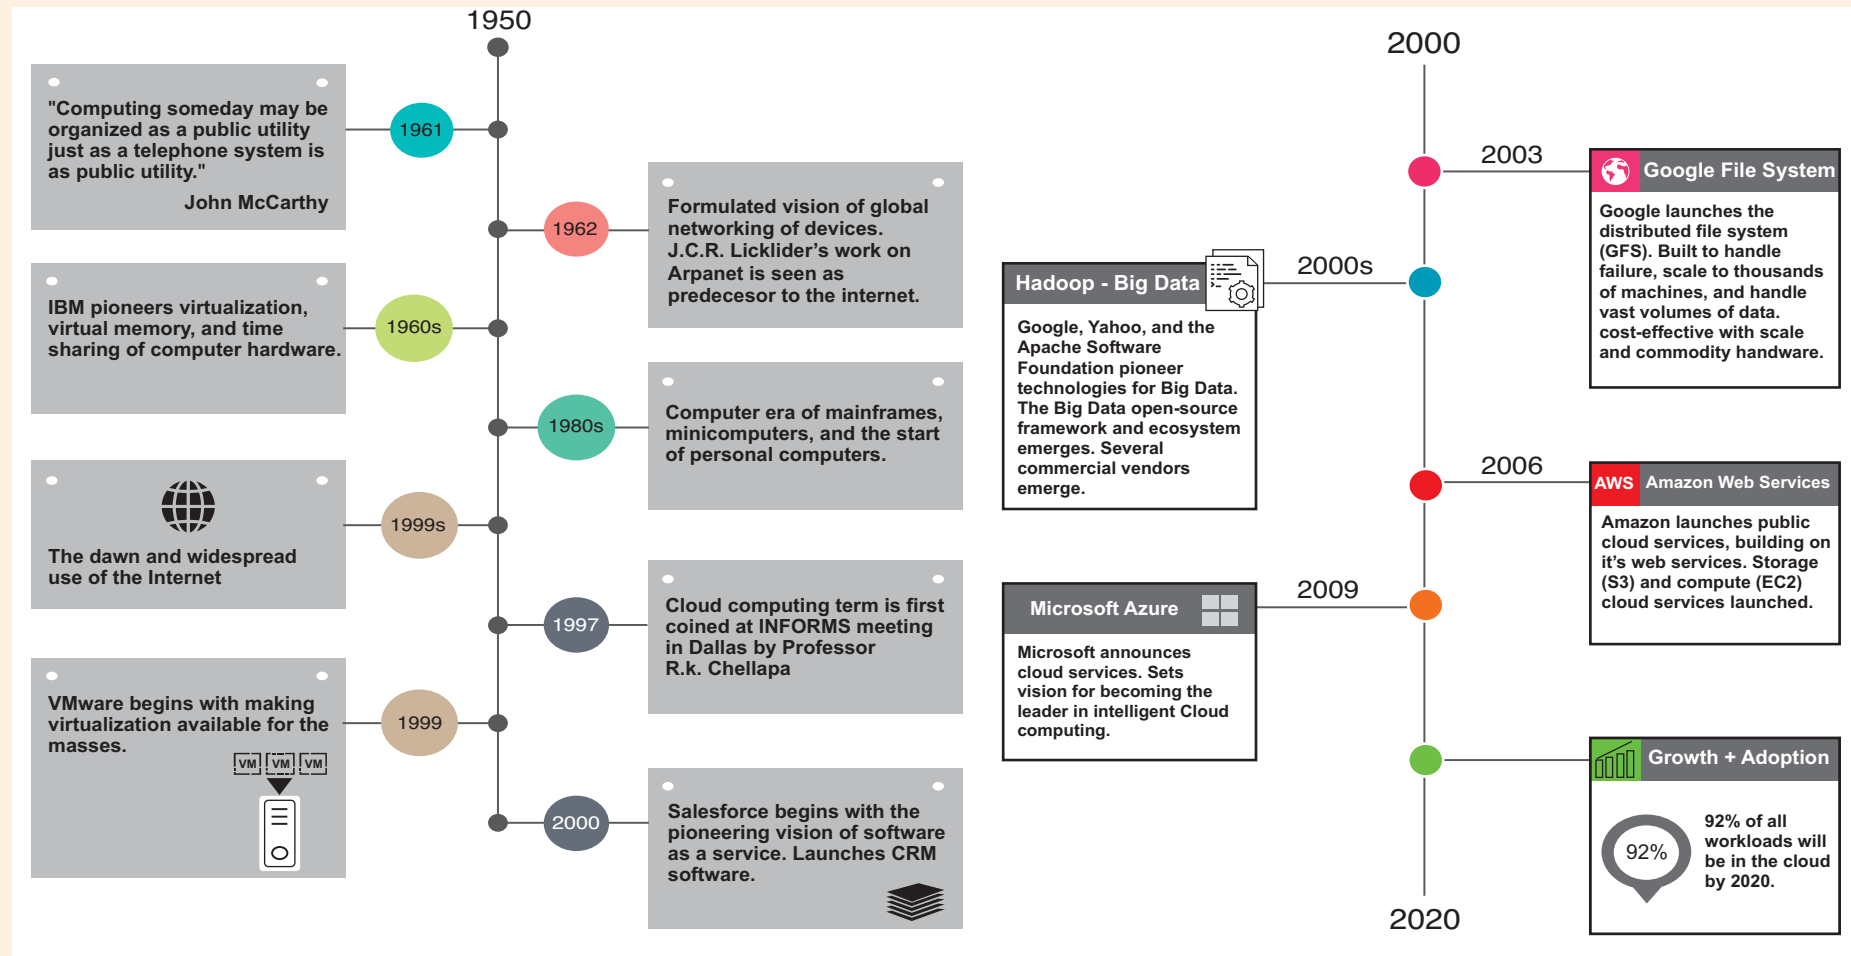 1950
"Computing someday may be
organized as a public utility
just as a telephone system is
as public utility."
John McCarthy
1961
1962
Formulated vision of global
networking of devices.
J.C.R. Licklider's work on
Arpanet is seen as
predecesor to the internet.
IBM pioneers virtualization,
virtual memory, and time
sharing of computer hardware.
1960s
1980s
Computer era of mainframes,
minicomputers, and the start
of personal computers.
The dawn and widespread
use of the Internet
1999s
1997
Cloud computing term is first
coined at INFORMS meeting
in Dallas by Professor
R.k. Chellapa
VMware begins with making
virtualization available for the
masses.
VM VM VM
1999
2000
Salesforce begins with the
pioneering vision of software
as a service. Launches CRM
software.
2000
2003
Google File System
Google launches the
distributed file system
(GFS). Built to handle
failure, scale to thousands
of machines, and handle
vast volumes of data.
cost-effective with scale
and commodity handware.
Hadoop - Big Data
2000s
Google, Yahoo, and the
Apache Software
Foundation pioneer
technologies for Big Data.
The Big Data open-source
framework and ecosystem
emerges. Several
commercial vendors
emerge.
2006
AWS Amazon Web Services
Amazon launches public
cloud services, building on
it's web services. Storage
(S3) and compute (EC2)
cloud services launched.
Microsoft Azure
2009
Microsoft announces
cloud services. Sets
vision for becoming the
leader in intelligent Cloud
computing.
Growth + Adoption
92%
92% of all
workloads will
be in the cloud
by 2020.
2020